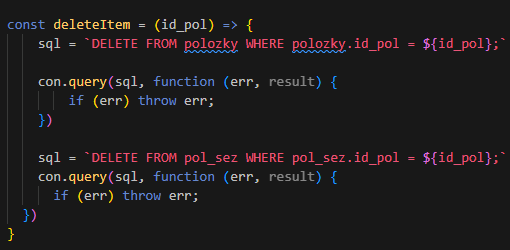 const deleteItem = (id_pol) => {
sql = `DELETE FROM polozky WHERE polozky.id_pol = ${id_pol};`
con.query(sql, function (err, result) {
if (err) throw err;
})
sql = `DELETE FROM pol_sez WHERE pol_sez.id_pol = ${id_pol};`
con.query(sql, function (err, result) {
if (err) throw err;
})
}